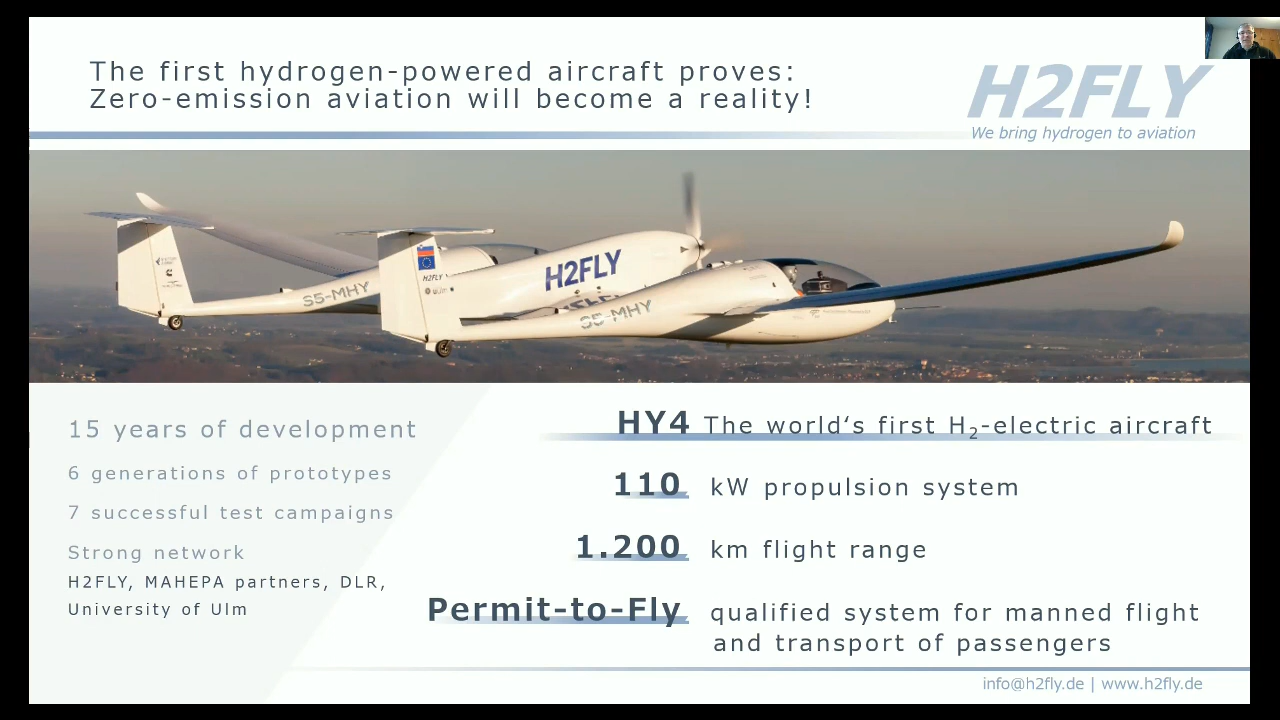 The first hydrogen-powered aircraft proves:
Zero-emission aviation will become a reality!
H2FLY
We bring hydrogen to aviation
H2FLY
H2FLY
S5-MHY
S5-MHY
15 years of development
6 generations of prototypes
7 successful test campaigns
Strong network
H2FLY, MAHEPA partners, DLR,
University of Ulm
HY4 The world‘s first H₂-electric aircraft
110 kW propulsion system
1.200 km flight range
Permit-to-Fly qualified system for manned flight
and transport of passengers
info@h2fly.de | www.h2fly.de